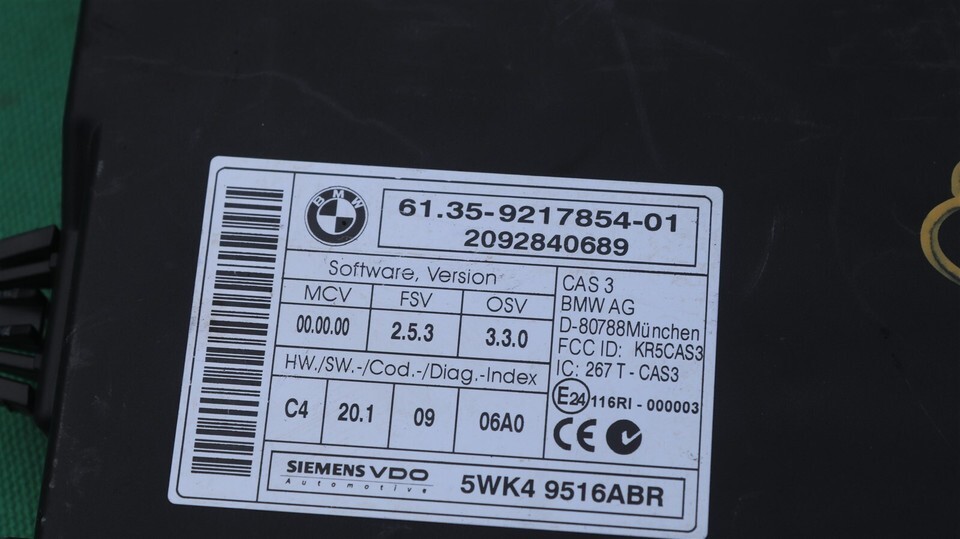 BMW
61.35-9217854-01
2092840689
Software, Version
MCV FSV OSV
00.00.00 2.5.3 3.3.0
HW./SW.-/Cod.-/Diag.-Index
C4 20.1 09 06A0
CAS 3
BMW AG
D-80788München
FCC ID: KR5CAS3
IC: 267 T - CAS3
E24 116RI - 000003
CE
SIEMENS VDO
Automotive
5WK4 9516ABR